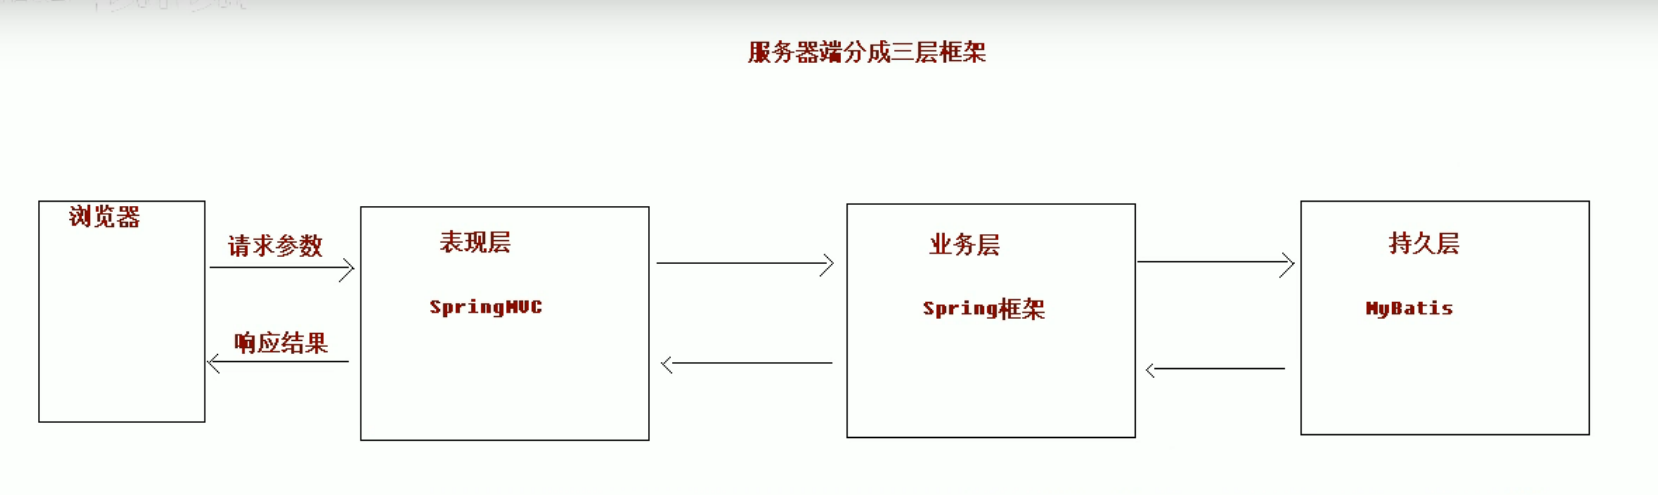 服务器端分成三层框架
浏览器
请求参数
响应结果
表现层
SpringMVC
业务层
Spring框架
持久层
MyBatis